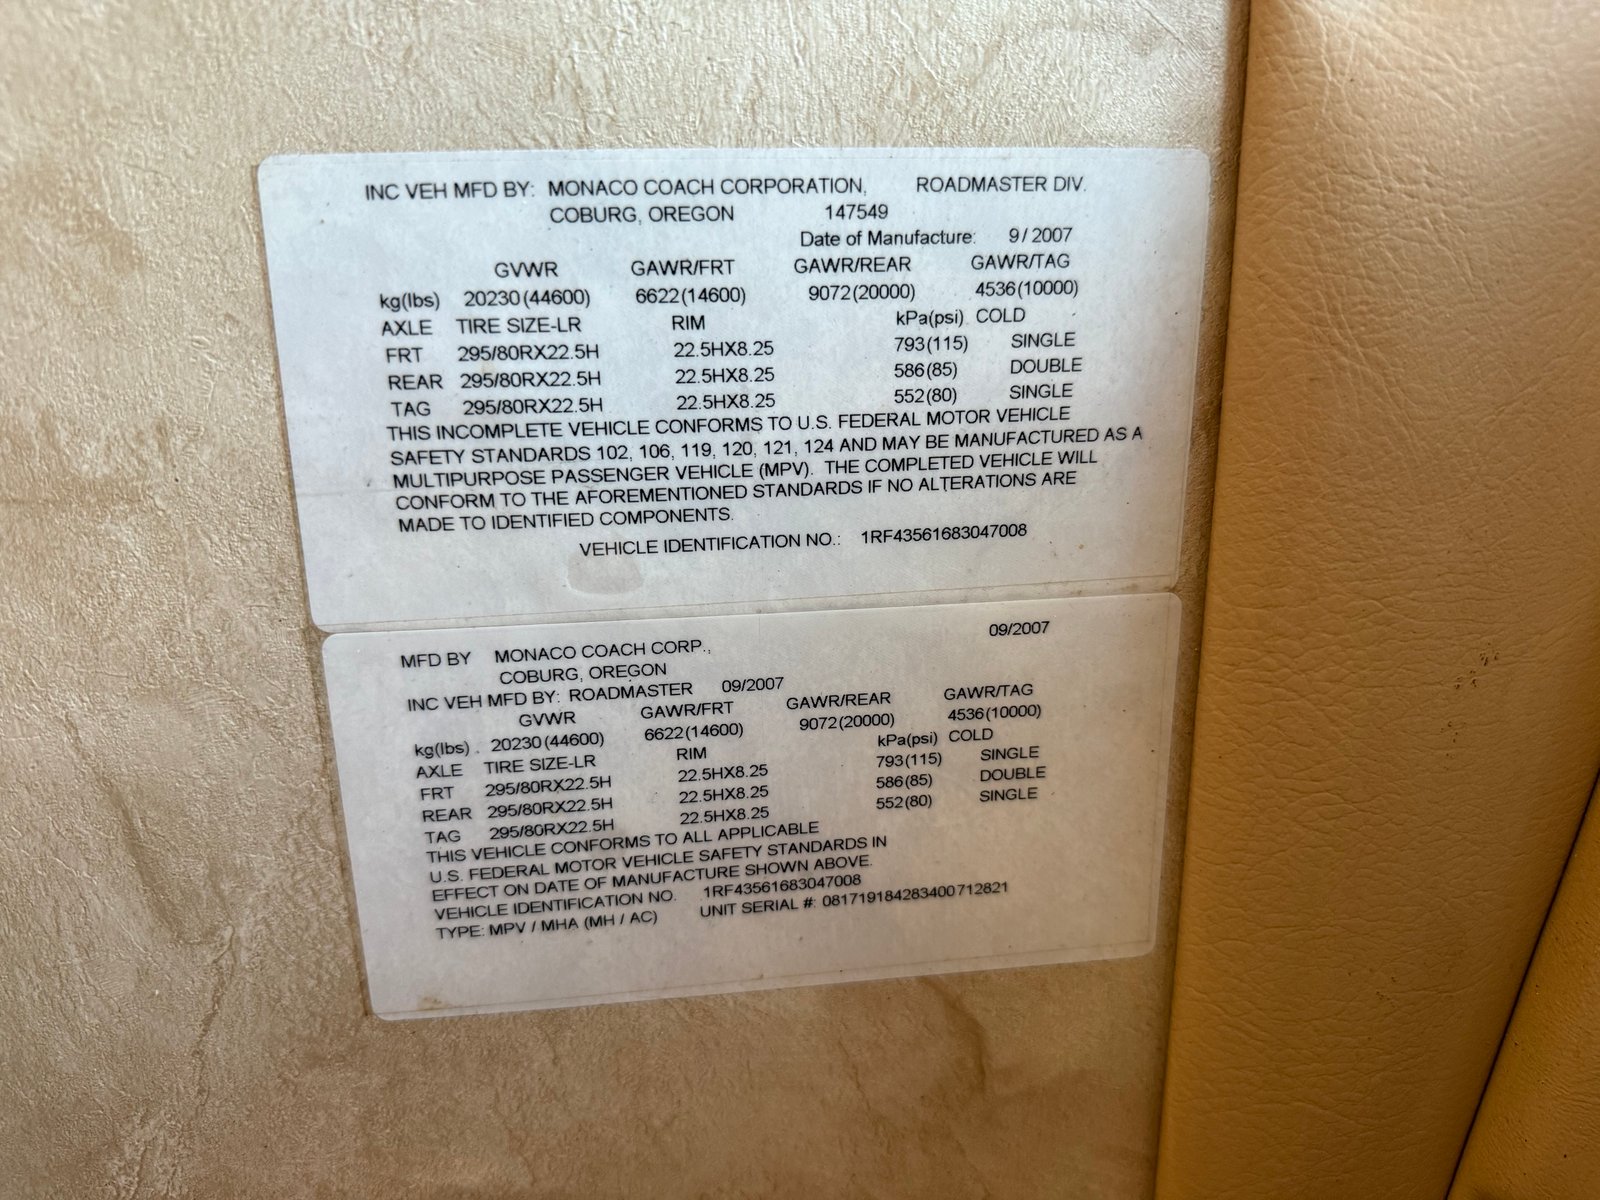 INC VEH MFD BY: MONACO COACH CORPORATION, ROADMASTER DIV.
COBURG, OREGON 147549
Date of Manufacture: 9/2007
GVWR GAWR/FRT GAWR/REAR GAWR/TAG
kg(lbs) 20230(44600) 6622(14600) 9072(20000) 4536(10000)
AXLE TIRE SIZE-LR RIM kPa(psi) COLD
FRT 295/80RX22.5H 22.5HX8.25 793(115) SINGLE
REAR 295/80RX22.5H 22.5HX8.25 586(85) DOUBLE
TAG 295/80RX22.5H 22.5HX8.25 552(80) SINGLE
THIS INCOMPLETE VEHICLE CONFORMS TO U.S. FEDERAL MOTOR VEHICLE
SAFETY STANDARDS 102, 106, 119, 120, 121, 124 AND MAY BE MANUFACTURED AS A
MULTIPURPOSE PASSENGER VEHICLE (MPV). THE COMPLETED VEHICLE WILL
CONFORM TO THE AFOREMENTIONED STANDARDS IF NO ALTERATIONS ARE
MADE TO IDENTIFIED COMPONENTS.
VEHICLE IDENTIFICATION NO.: 1RF43561683047008
09/2007
MFD BY MONACO COACH CORP.,
COBURG, OREGON
INC VEH MFD BY: ROADMASTER 09/2007
GVWR GAWR/FRT GAWR/REAR GAWR/TAG
kg(lbs) 20230(44600) 6622(14600) 9072(20000) 4536(10000)
AXLE TIRE SIZE-LR RIM kPa(psi) COLD
FRT 295/80RX22.5H 22.5HX8.25 793(115) SINGLE
REAR 295/80RX22.5H 22.5HX8.25 586(85) DOUBLE
TAG 295/80RX22.5H 22.5HX8.25 552(80) SINGLE
THIS VEHICLE CONFORMS TO ALL APPLICABLE
U.S. FEDERAL MOTOR VEHICLE SAFETY STANDARDS IN
EFFECT ON DATE OF MANUFACTURE SHOWN ABOVE.
VEHICLE IDENTIFICATION NO. 1RF43561683047008
TYPE: MPV / MHA (MH / AC) UNIT SERIAL #: 081719184283400712821